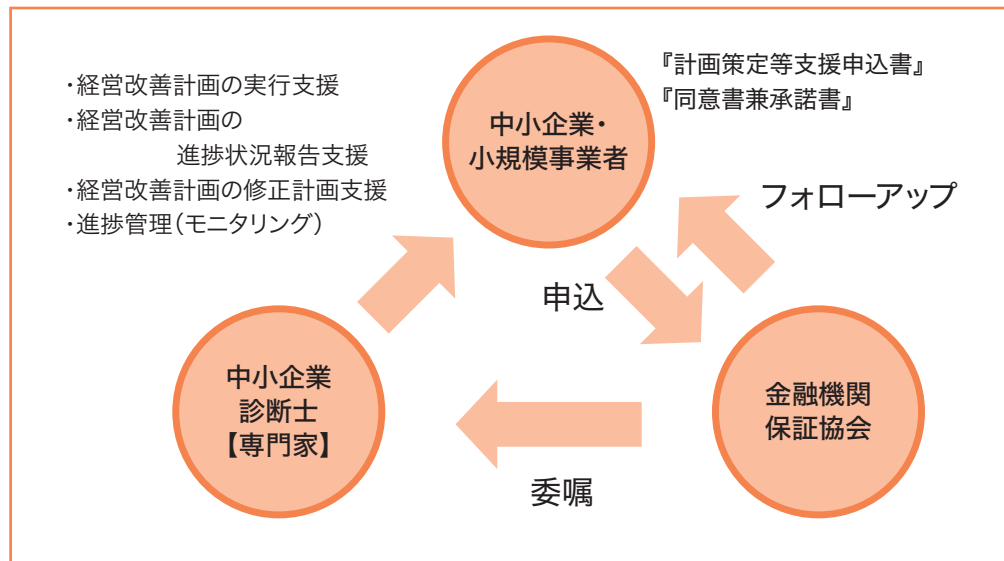 ・経営改善計画の実行支援
・経営改善計画の
進捗状況報告支援
・経営改善計画の修正計画支援
・進捗管理(モニタリング)
中小企業・
小規模事業者
『計画策定等支援申込書』
『同意書兼承諾書』
フォローアップ
申込
中小企業
診断士
【専門家】
金融機関
保証協会
委嘱